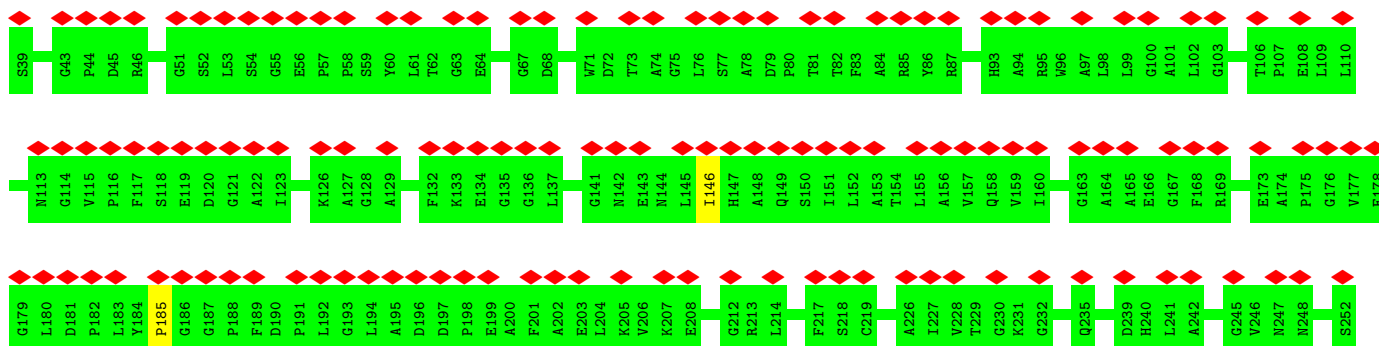 S39 G43 P44 D45 R46 G51 S52 L53 S54 G55 E56 P57 P58 S59 Y60 L61 T62 G63 E64 G67 D68 W71 D72 T73 A74 G75 L76 S77 A78 D79 P80 T81 T82 F83 A84 R85 Y86 R87 H93 A94 R95 W96 A97 L98 L99 G100 A101 L102 G103 T106 P107 E108 L109 L110
N113 G114 V115 P116 F117 S118 E119 D120 G121 A122 I123 K126 A127 G128 A129 F132 K133 E134 G135 G136 L137 G141 N142 E143 N144 L145 I146 H147 A148 Q149 S150 I151 L152 A153 T154 L155 A156 V157 Q158 V159 I160 G163 A164 A165 E166 G167 F168 R169 E173 A174 P175 G176 V177 F178
G179 L180 D181 P182 L183 Y184 P185 G186 G187 P188 F189 D190 P191 L192 G193 L194 A195 D196 D197 P198 E199 A200 F201 A202 E203 L204 K205 V206 K207 E208 G212 R213 L214 F217 S218 C219 A226 I227 V228 T229 G230 K231 G232 Q235 D239 H240 L241 A242 G245 V246 N247 N248 S252